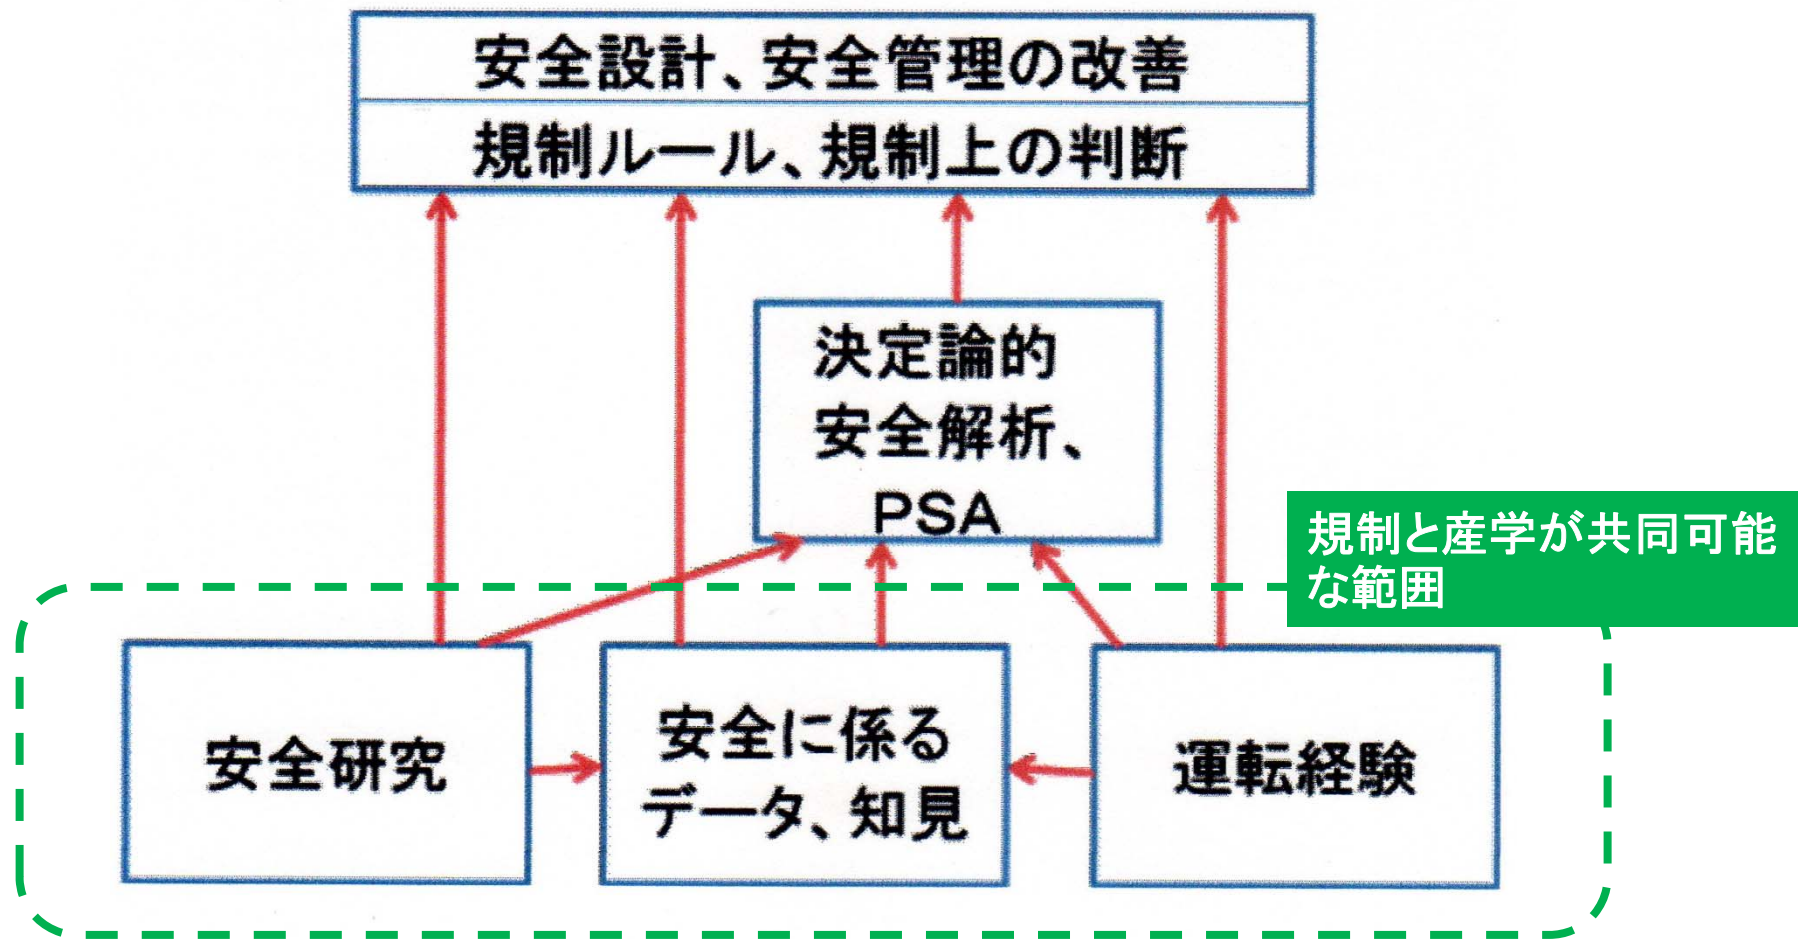 安全設計、安全管理の改善
規制ルール、規制上の判断
決定論的
安全解析、
PSA
規制と産学が共同可能
な範囲
安全研究
安全に係る
データ、知見
運転経験